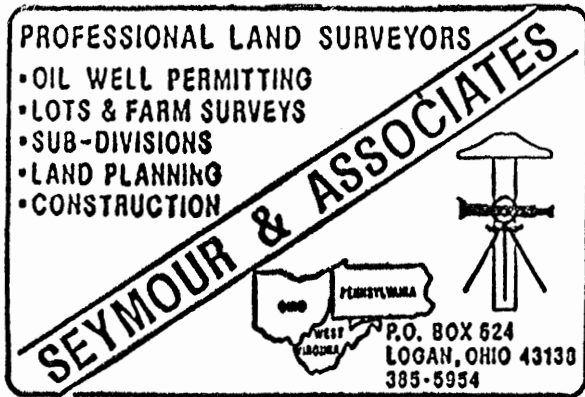 PROFESSIONAL LAND SURVEYORS
•OIL WELL PERMITTING
•LOTS & FARM SURVEYS
•SUB-DIVISIONS
•LAND PLANNING
•CONSTRUCTION
SEYMOUR & ASSOCIATES
OHIO
PENNSYLVANIA
WEST
VIRGINIA
P.O. BOX 624
LOGAN, OHIO 43138
385-5954